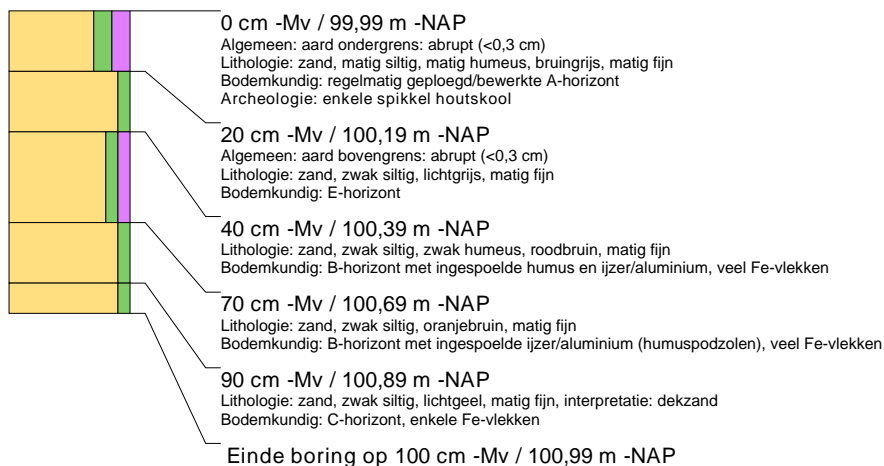 0 cm -Mv / 99,99 m -NAP
Algemeen: aard ondergrens: abrupt (<0,3 cm)
Lithologie: zand, matig siltig, matig humeus, bruingrijs, matig fijn
Bodemkundig: regelmatig geploegd/bewerkte A-horizont
Archeologie: enkele spikkel houtskool
20 cm -Mv / 100,19 m -NAP
Algemeen: aard bovengrens: abrupt (<0,3 cm)
Lithologie: zand, zwak siltig, lichtgrijs, matig fijn
Bodemkundig: E-horizont
40 cm -Mv / 100,39 m -NAP
Lithologie: zand, zwak siltig, zwak humeus, roodbruin, matig fijn
Bodemkundig: B-horizont met ingespoelde humus en ijzer/aluminium, veel Fe-vlekken
70 cm -Mv / 100,69 m -NAP
Lithologie: zand, zwak siltig, oranjebruin, matig fijn
Bodemkundig: B-horizont met ingespoelde ijzer/aluminium (humuspodzolen), veel Fe-vlekken
90 cm -Mv / 100,89 m -NAP
Lithologie: zand, zwak siltig, lichtgeel, matig fijn, interpretatie: dekzand
Bodemkundig: C-horizont, enkele Fe-vlekken
Einde boring op 100 cm -Mv / 100,99 m -NAP